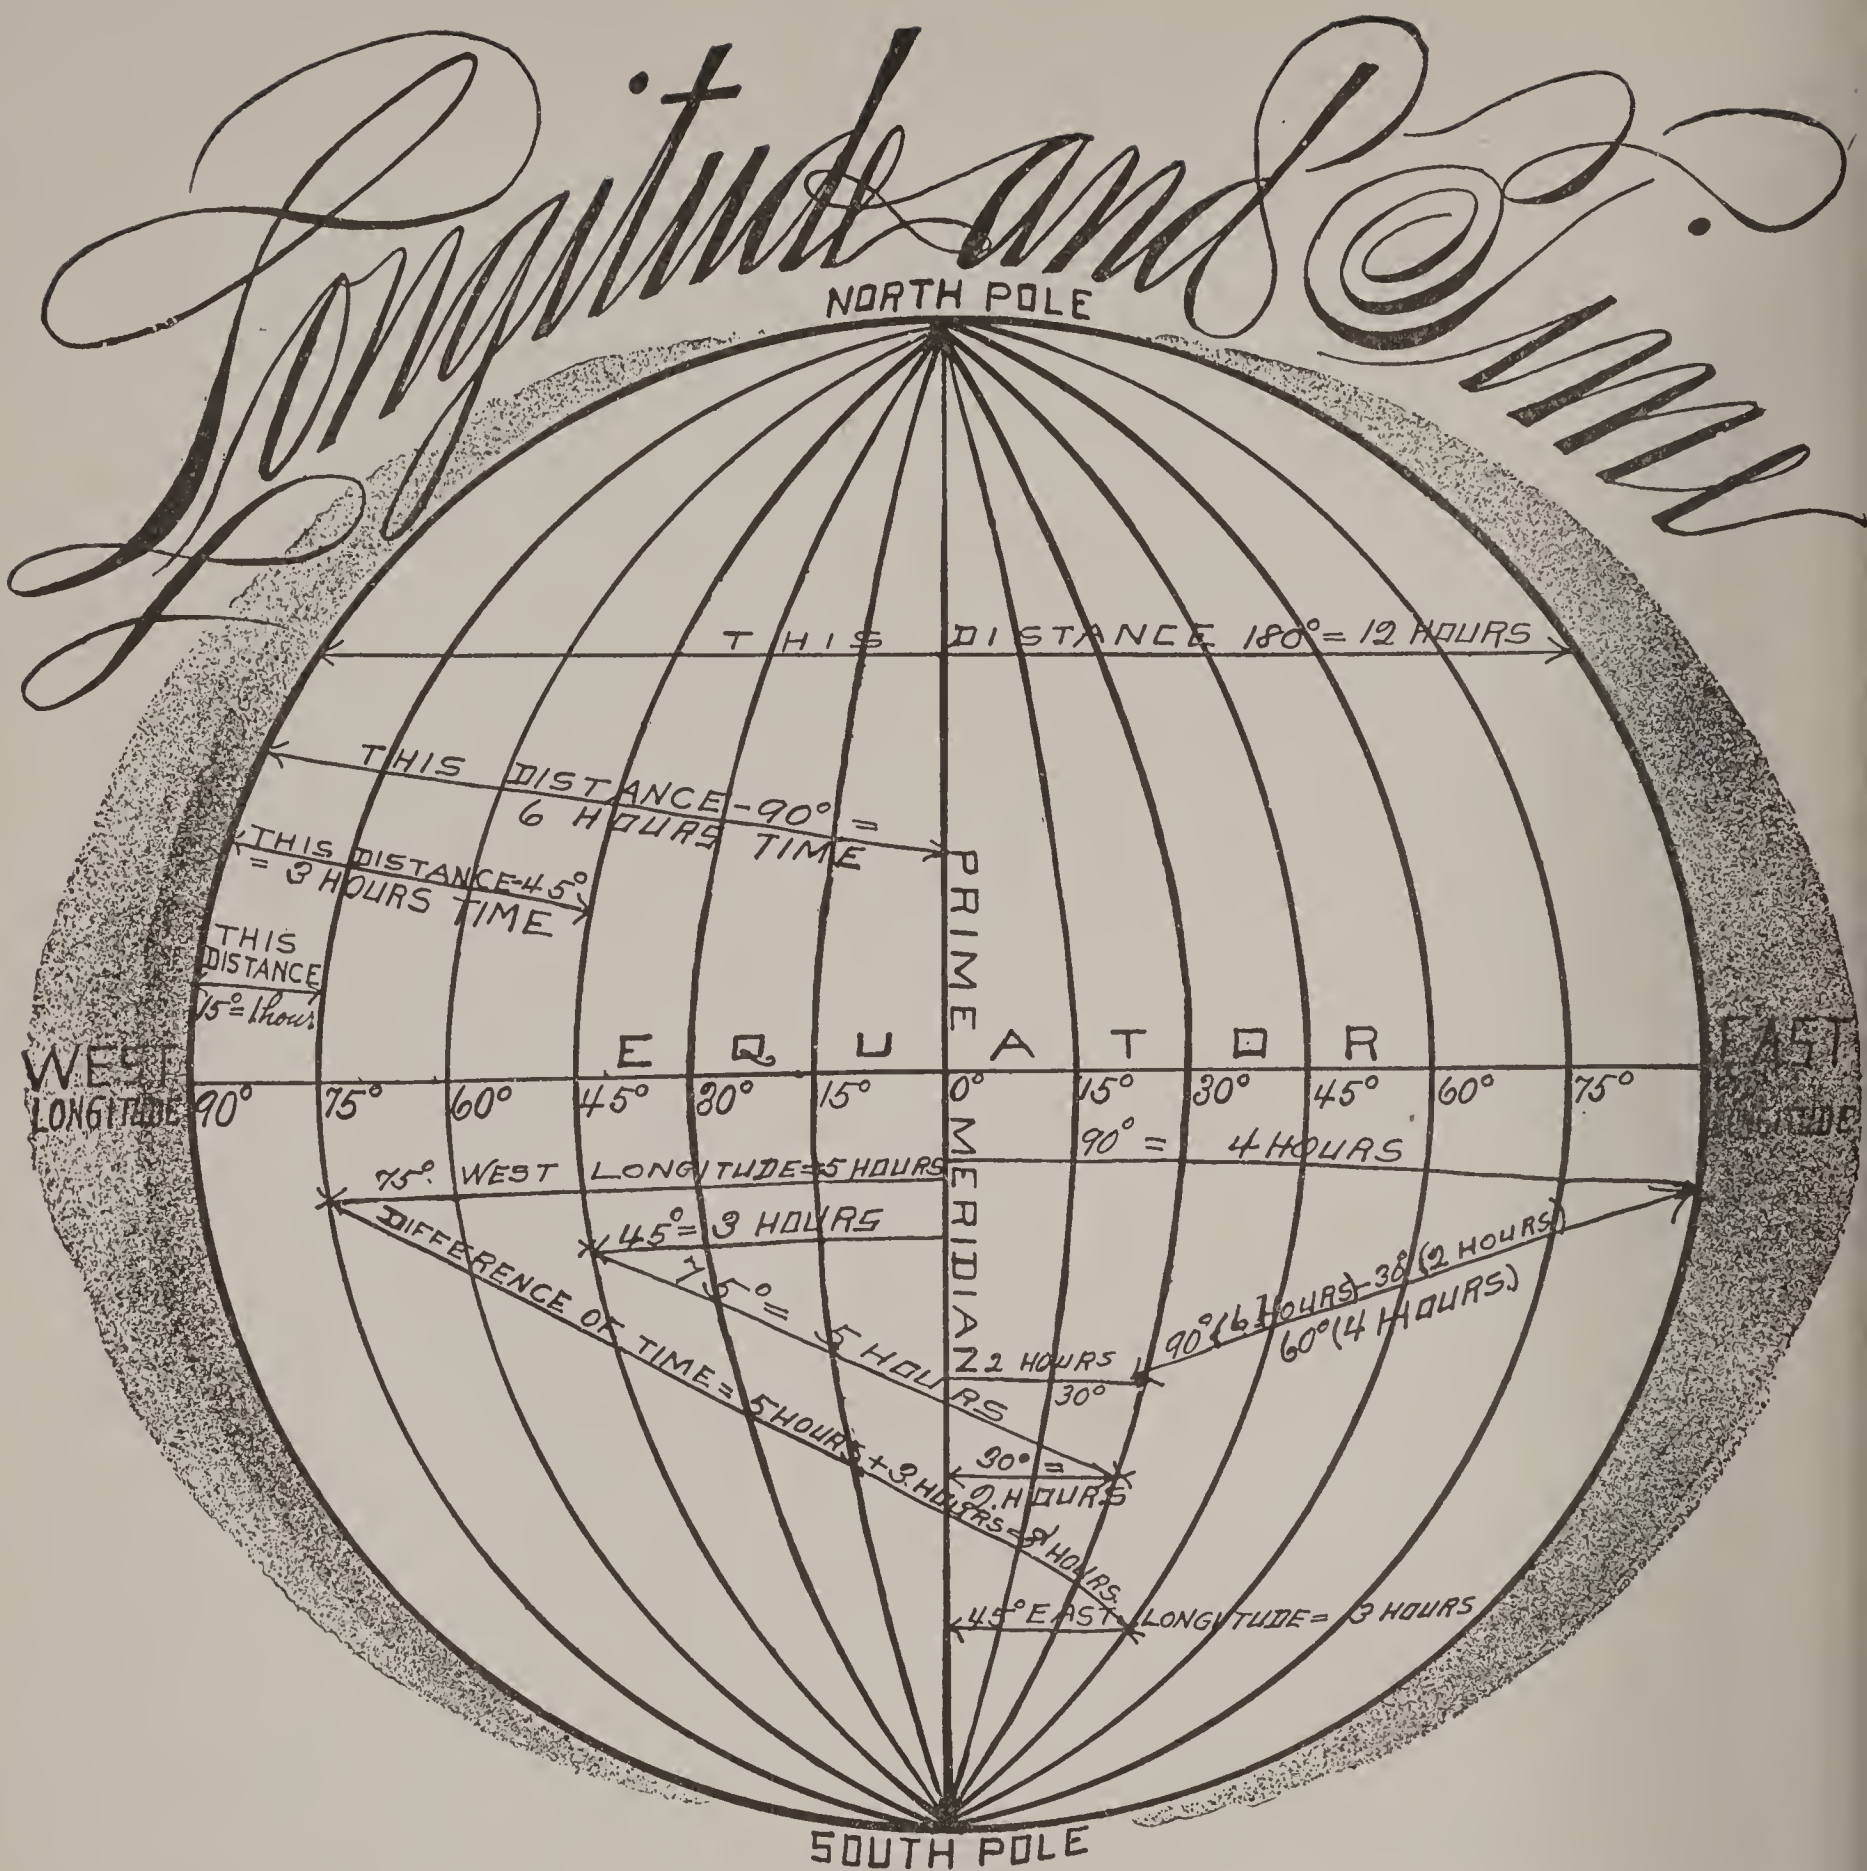 Longitude and Time
NORTH POLE
THIS DISTANCE 180°= 12 HOURS
THIS DISTANCE-90° =
6 HOURS TIME
THIS DISTANCE-45°
= 3 HOURS TIME
THIS
DISTANCE
15°=1hour
PRIME MERIDIAN
EQUATOR
WEST
LONGITUDE
EAST
LONGITUDE
90° 75° 60° 45° 30° 15° 0° 15° 30° 45° 60° 75°
90° = 4 HOURS
75°. WEST LONGITUDE=5 HOURS
45°= 3 HOURS
75°= 5 HOURS
DIFFERENCE OF TIME= 5 HOURS+3.HOURS=8 HOURS.
90°(6 HOURS)-30°(2 HOURS)
60°(4 HOURS.)
2 HOURS
30°
30° =
2.HOURS
45° EAST LONGITUDE= 3 HOURS
SOUTH POLE